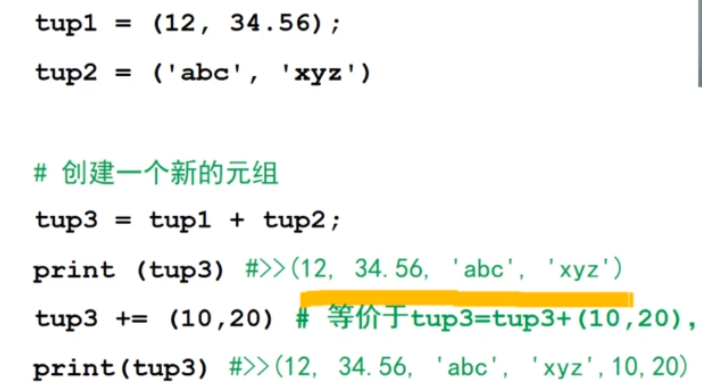 tup1 = (12, 34.56);
tup2 = ('abc', 'xyz')
# 创建一个新的元组
tup3 = tup1 + tup2;
print (tup3) #>>(12, 34.56, 'abc', 'xyz')
tup3 += (10,20) # 等价于tup3=tup3+(10,20),
print(tup3) #>>(12, 34.56, 'abc', 'xyz',10,20)